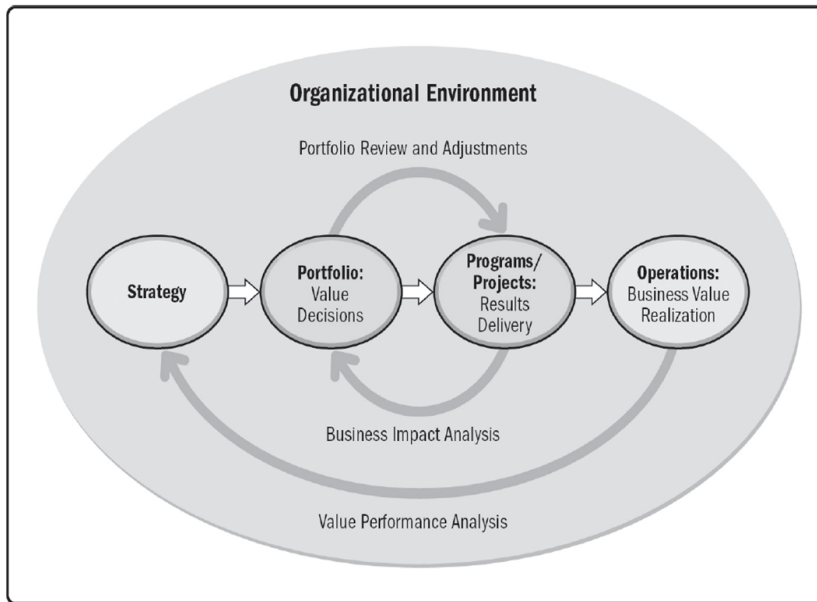 Organizational Environment
Portfolio Review and Adjustments
Strategy
Portfolio:
Value
Decisions
Programs/
Projects:
Results
Delivery
Operations:
Business Value
Realization
Business Impact Analysis
Value Performance Analysis